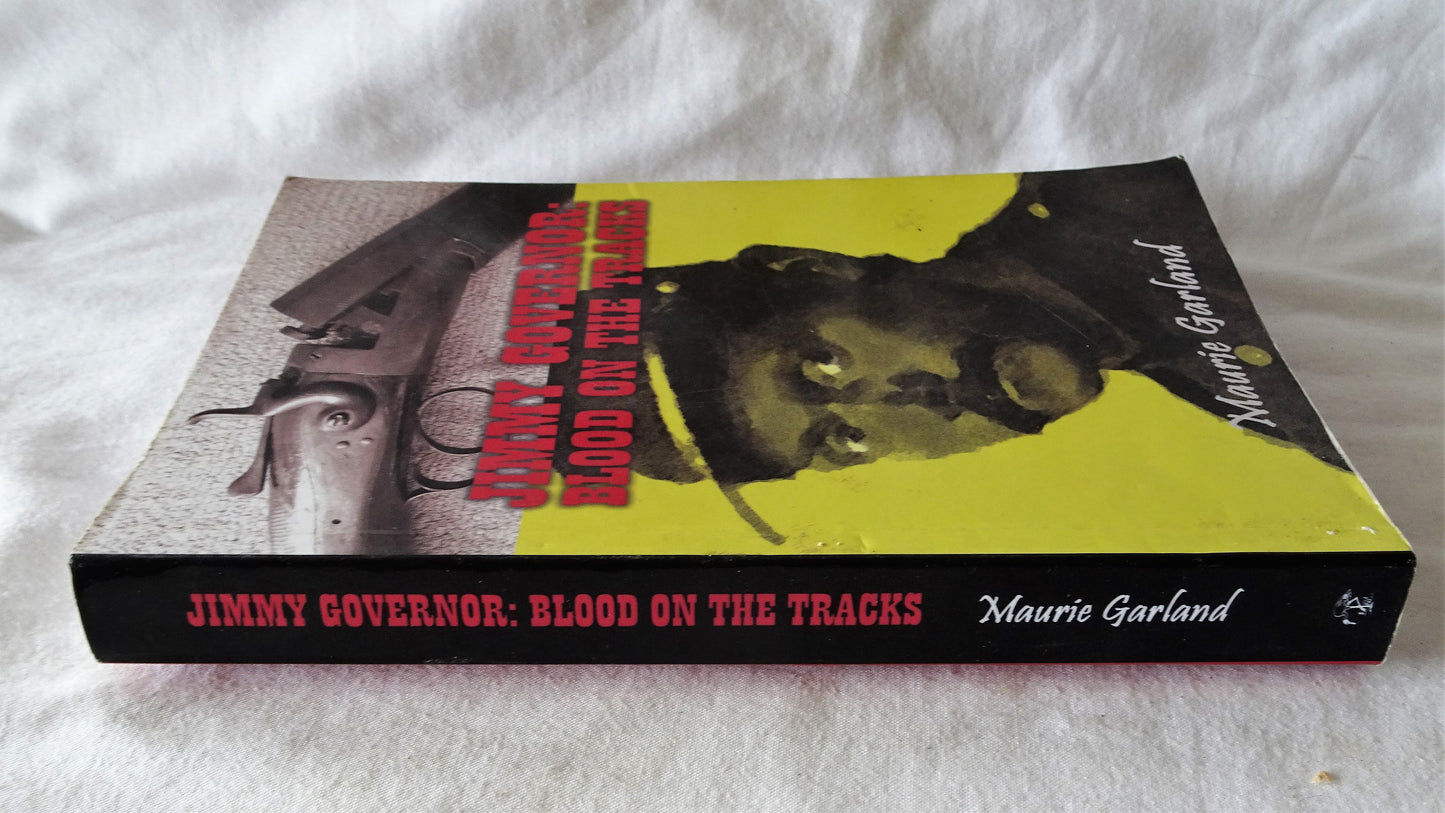 JIMMY GOVERNOR:
BLOOD ON THE TRACKS
Maurie Garland
JIMMY GOVERNOR: BLOOD ON THE TRACKS Maurie Garland